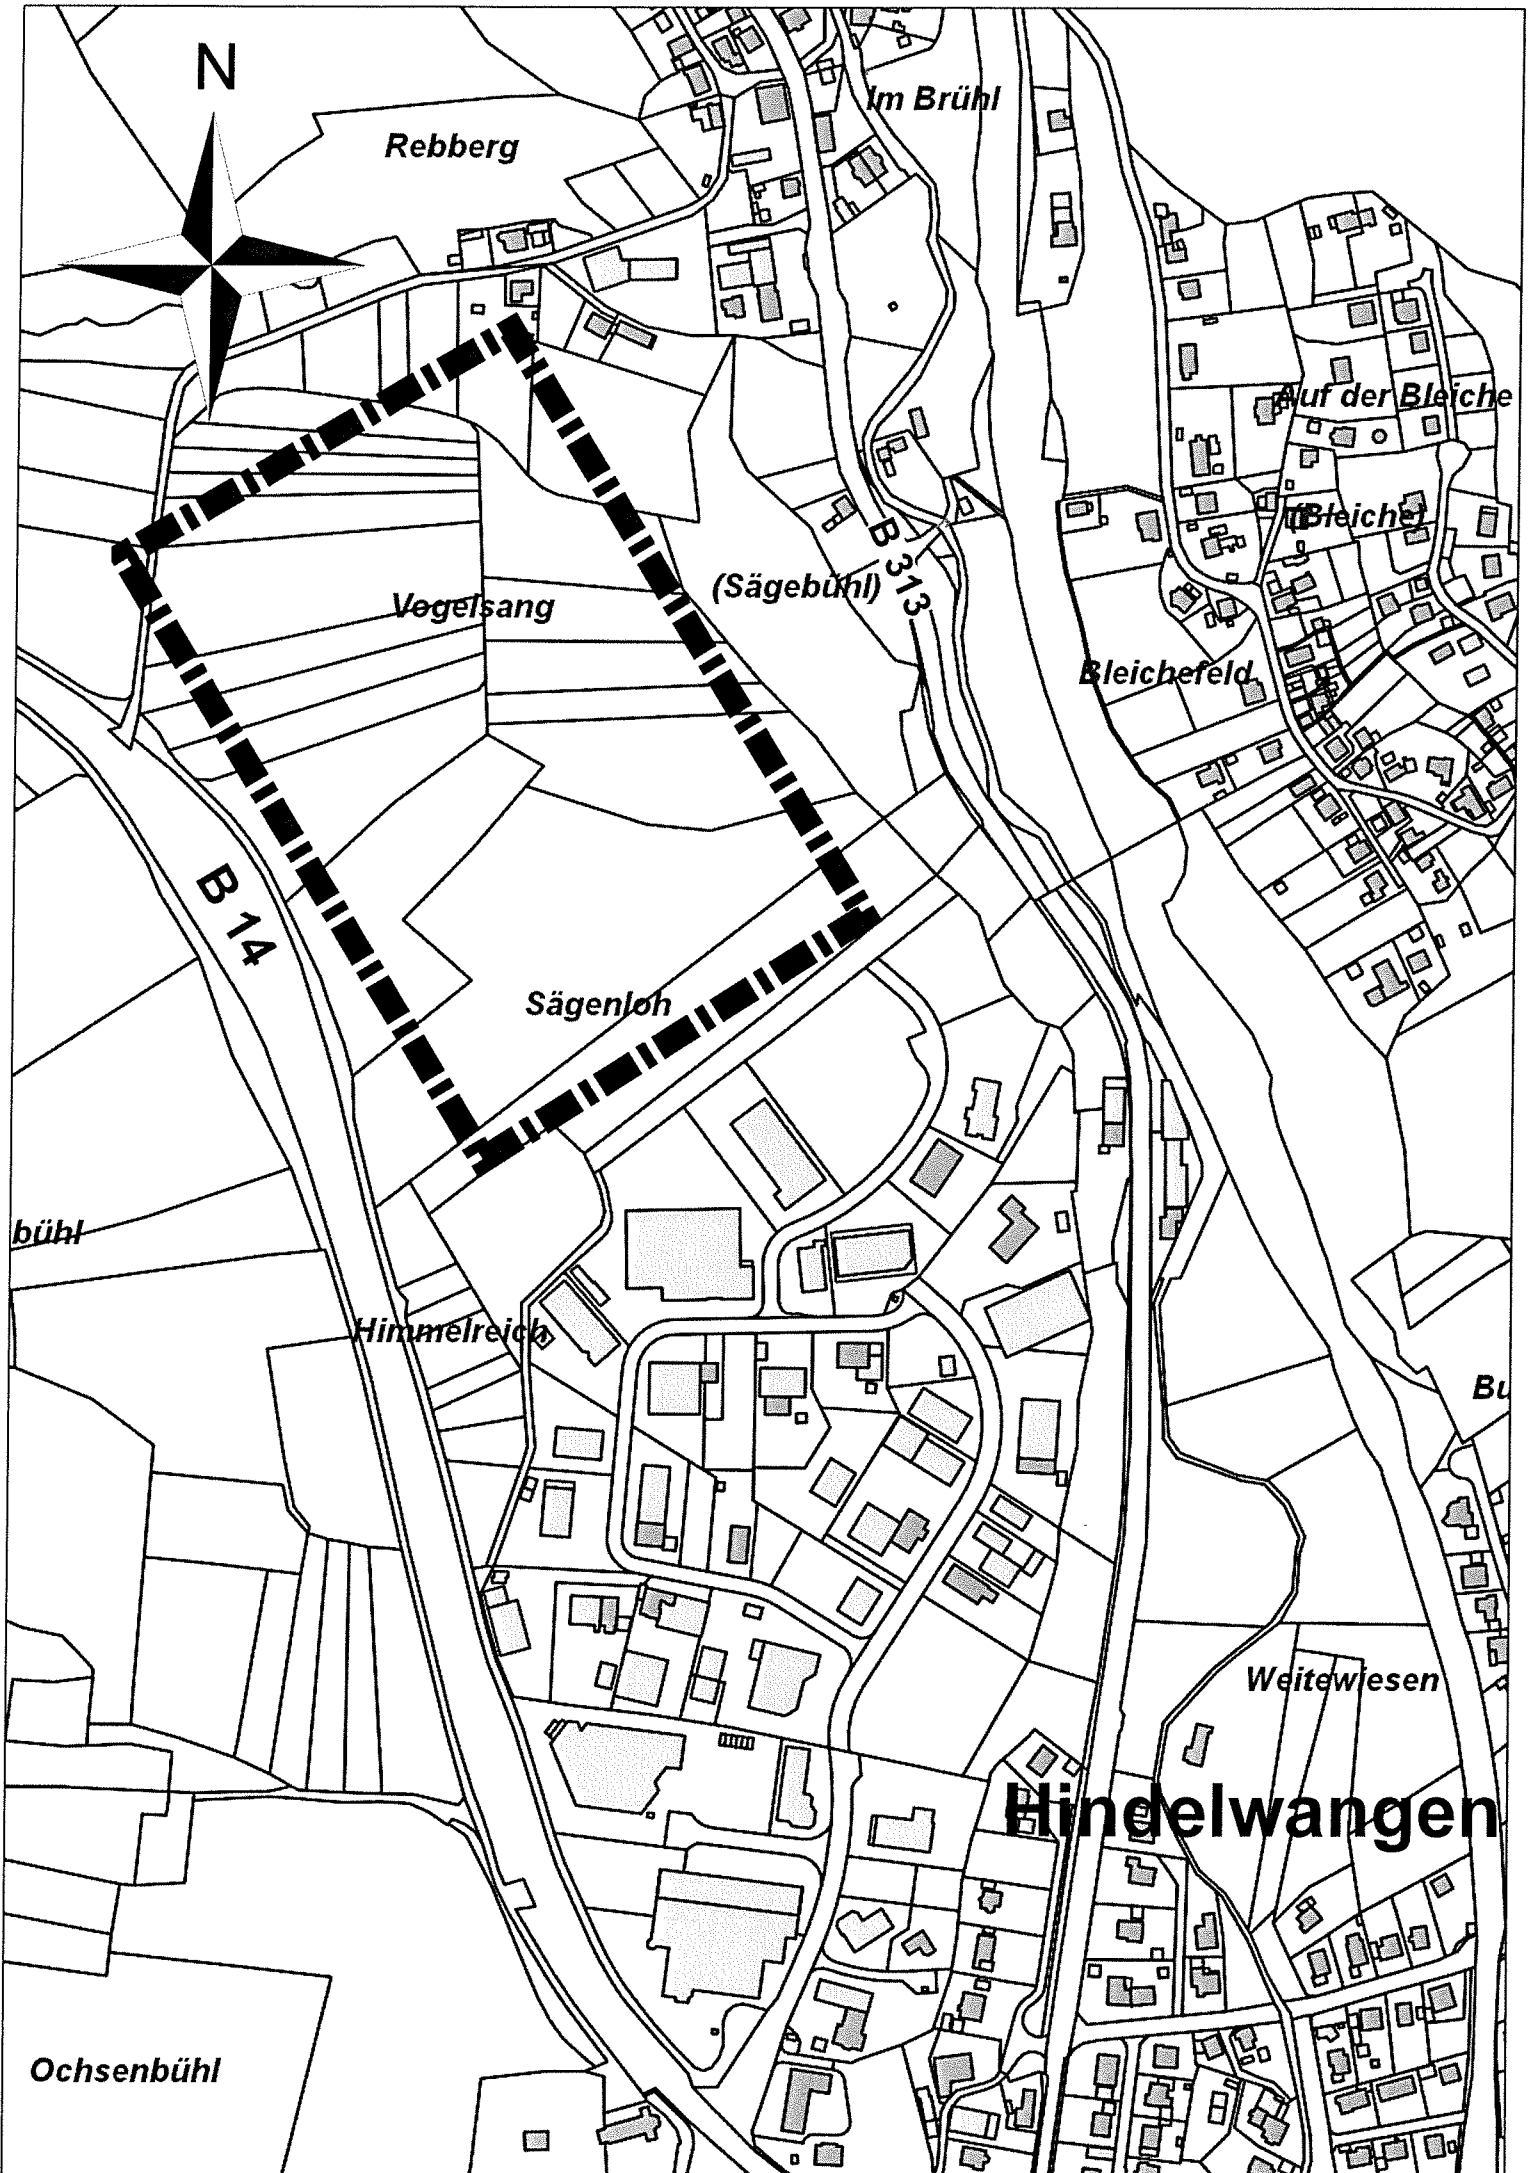 N
Im Brühl
Rebberg
Auf der Bleiche
(Bleiche)
B 313
(Sägebühl)
Vogelsang
Bleichefeld
B 14
Sägenloh
bühl
Himmelreich
Bu
Weitewiesen
Hindelwangen
Ochsenbühl